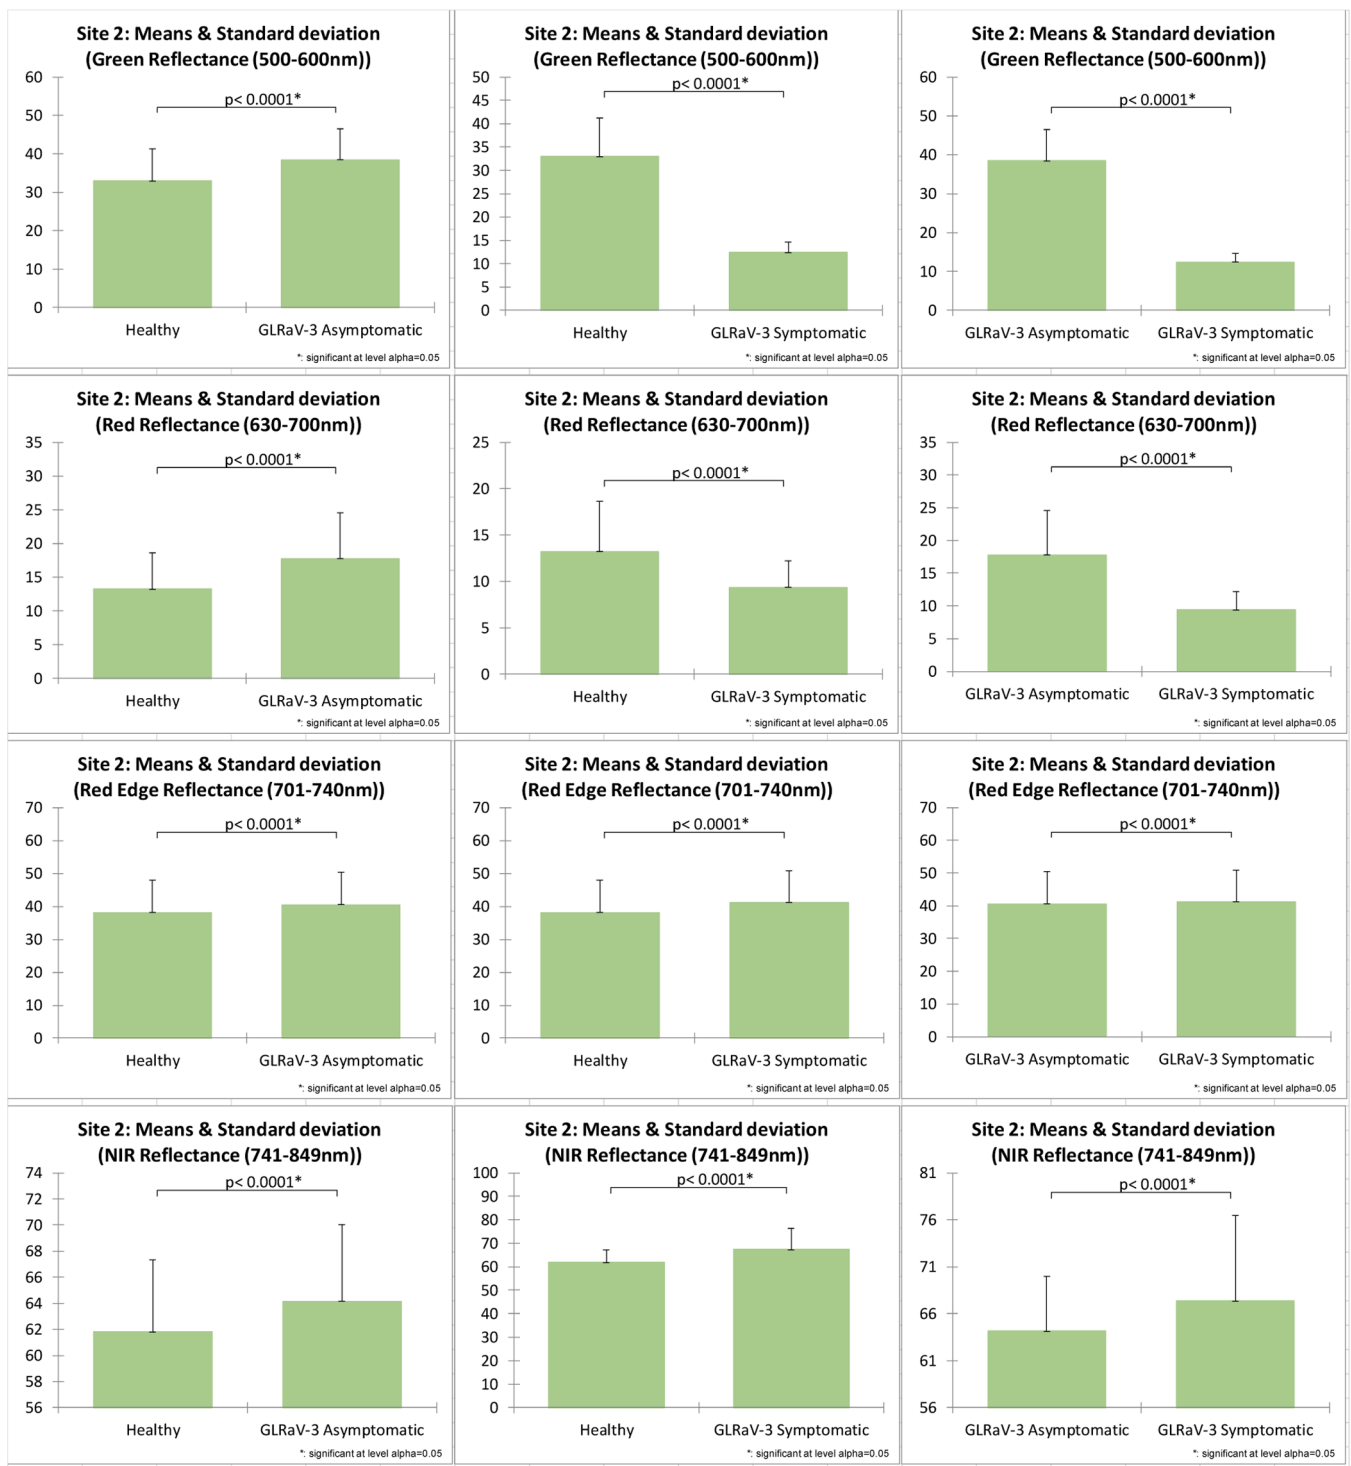 Site 2: Means & Standard deviation
(Green Reflectance (500-600nm))
60
50
40
30
20
10
0
p< 0.0001*
Healthy
GLRaV-3 Asymptomatic
*: significant at level alpha=0.05
Site 2: Means & Standard deviation
(Green Reflectance (500-600nm))
50
45
40
35
30
25
20
15
10
5
0
p< 0.0001*
Healthy
GLRaV-3 Symptomatic
*: significant at level alpha=0.05
Site 2: Means & Standard deviation
(Green Reflectance (500-600nm))
60
50
40
30
20
10
0
p< 0.0001*
GLRaV-3 Asymptomatic
GLRaV-3 Symptomatic
*: significant at level alpha=0.05
Site 2: Means & Standard deviation
(Red Reflectance (630-700nm))
35
30
25
20
15
10
5
0
p< 0.0001*
Healthy
GLRaV-3 Asymptomatic
*: significant at level alpha=0.05
Site 2: Means & Standard deviation
(Red Reflectance (630-700nm))
25
20
15
10
5
0
p< 0.0001*
Healthy
GLRaV-3 Symptomatic
*: significant at level alpha=0.05
Site 2: Means & Standard deviation
(Red Reflectance (630-700nm))
35
30
25
20
15
10
5
0
p< 0.0001*
GLRaV-3 Asymptomatic
GLRaV-3 Symptomatic
*: significant at level alpha=0.05
Site 2: Means & Standard deviation
(Red Edge Reflectance (701-740nm))
70
60
50
40
30
20
10
0
p< 0.0001*
Healthy
GLRaV-3 Asymptomatic
*: significant at level alpha=0.05
Site 2: Means & Standard deviation
(Red Edge Reflectance (701-740nm))
70
60
50
40
30
20
10
0
p< 0.0001*
Healthy
GLRaV-3 Symptomatic
*: significant at level alpha=0.05
Site 2: Means & Standard deviation
(Red Edge Reflectance (701-740nm))
70
60
50
40
30
20
10
0
p< 0.0001*
GLRaV-3 Asymptomatic
GLRaV-3 Symptomatic
*: significant at level alpha=0.05
Site 2: Means & Standard deviation
(NIR Reflectance (741-849nm))
74
72
70
68
66
64
62
60
58
56
p< 0.0001*
Healthy
GLRaV-3 Asymptomatic
*: significant at level alpha=0.05
Site 2: Means & Standard deviation
(NIR Reflectance (741-849nm))
100
90
80
70
60
50
40
30
20
10
0
p< 0.0001*
Healthy
GLRaV-3 Symptomatic
*: significant at level alpha=0.05
Site 2: Means & Standard deviation
(NIR Reflectance (741-849nm))
81
76
71
66
61
56
p< 0.0001*
GLRaV-3 Asymptomatic
GLRaV-3 Symptomatic
*: significant at level alpha=0.05